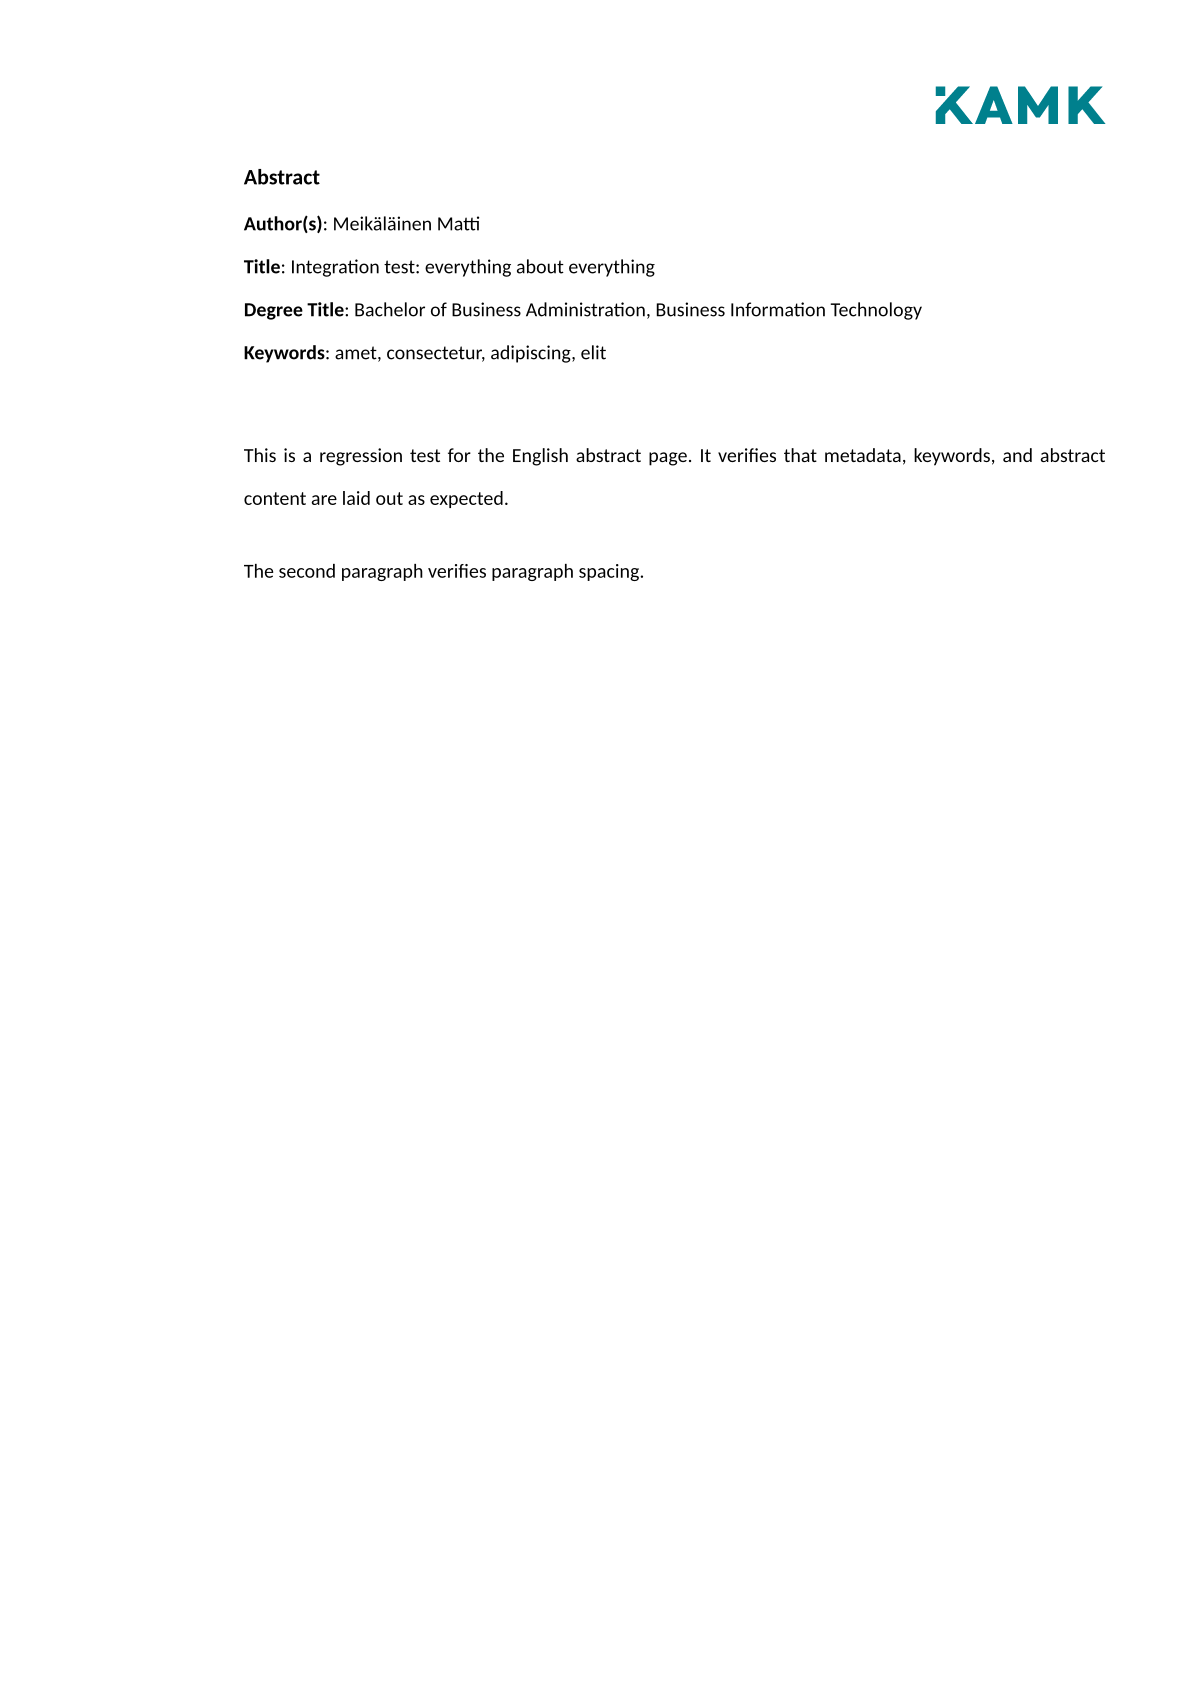 KAMK
Abstract
Author(s): Meikäläinen Matti
Title: Integration test: everything about everything
Degree Title: Bachelor of Business Administration, Business Information Technology
Keywords: amet, consectetur, adipiscing, elit
This is a regression test for the English abstract page. It verifies that metadata, keywords, and abstract
content are laid out as expected.
The second paragraph verifies paragraph spacing.